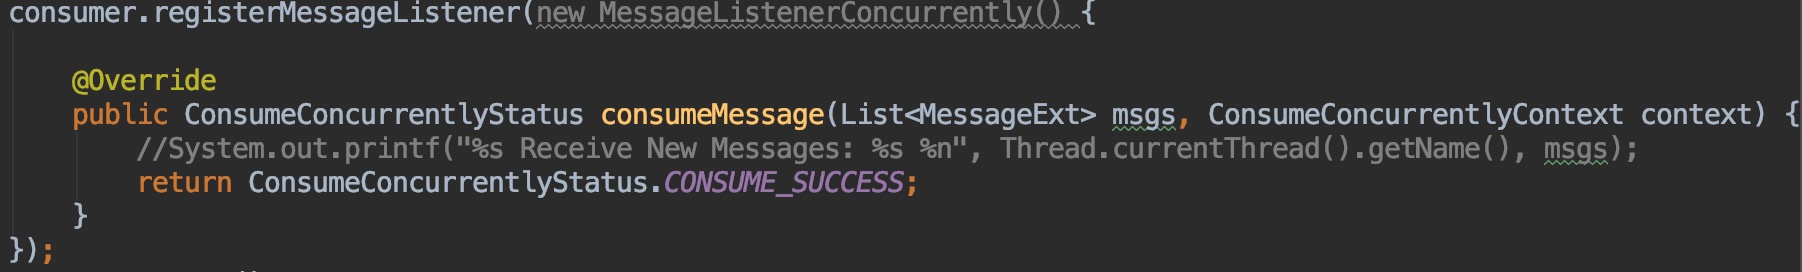 consumer.registerMessageListener(new MessageListenerConcurrently() {
@Override
public ConsumeConcurrentlyStatus consumeMessage(List<MessageExt> msgs, ConsumeConcurrentlyContext context) {
//System.out.printf("%s Receive New Messages: %s %n", Thread.currentThread().getName(), msgs);
return ConsumeConcurrentlyStatus.CONSUME_SUCCESS;
}
});